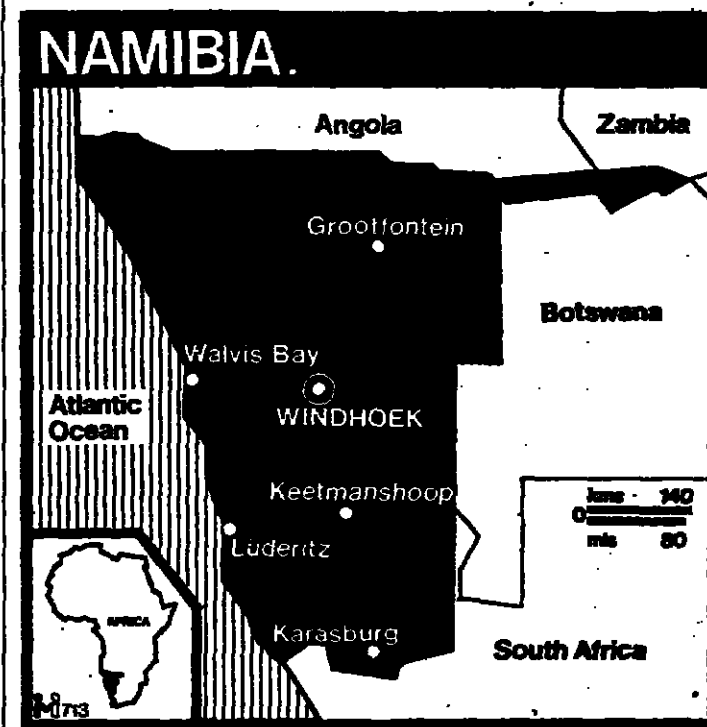 NAMIBIA.
Angola
Zambia
Grootfontein
Botswana
Walvis Bay
WINDHOEK
Atlantic
Ocean
Keetmanshoop
kms 140
0
mls 80
Lüderitz
AFRICA
Karasburg
South Africa
713